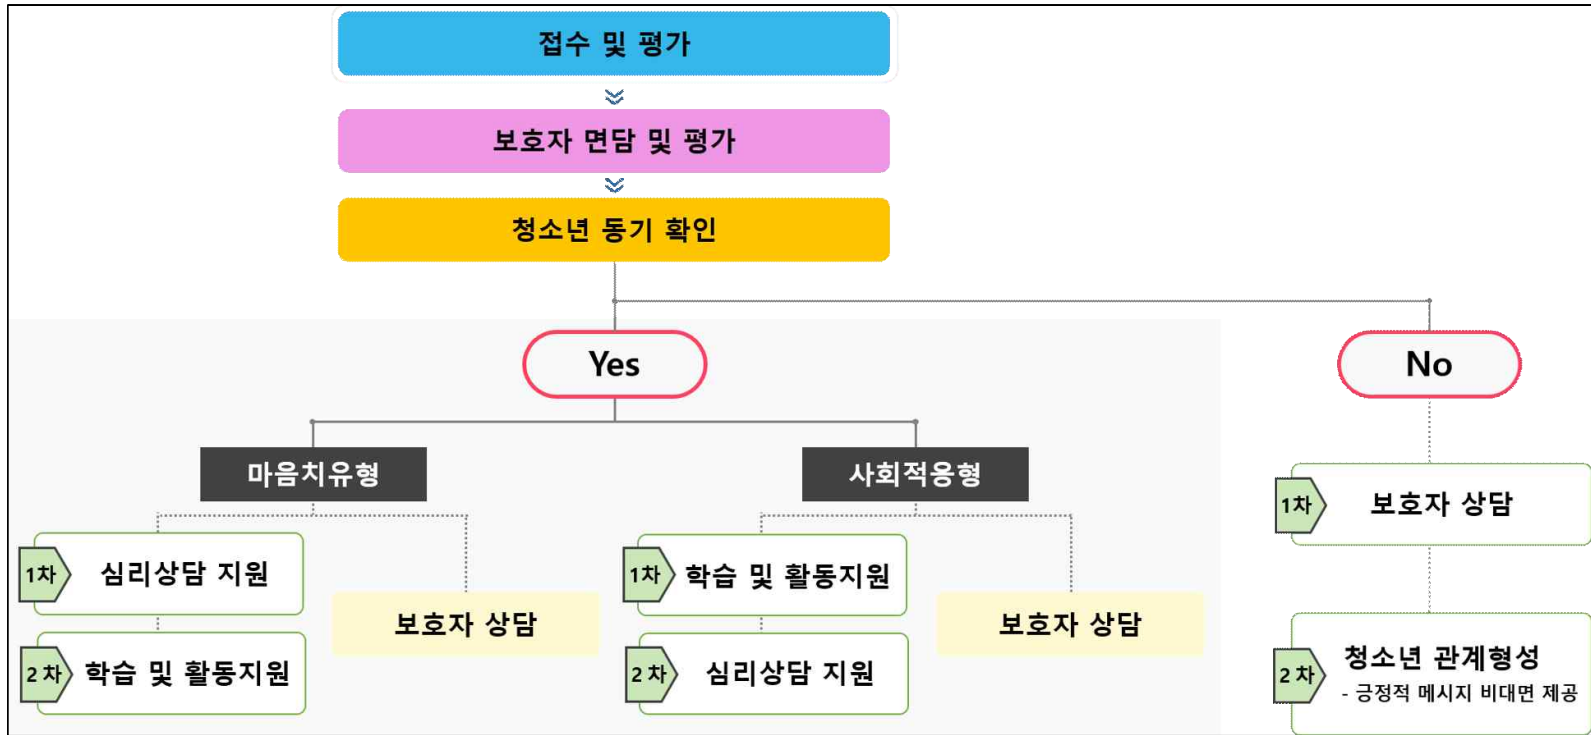 접수 및 평가
보호자 면담 및 평가
청소년 동기 확인
Yes
No
마음치유형
사회적응형
1차
심리상담 지원
2 차
학습 및 활동지원
보호자 상담
1차
학습 및 활동지원
2 차
심리상담 지원
보호자 상담
1차
보호자 상담
2 차
청소년 관계형성
- 긍정적 메시지 비대면 제공